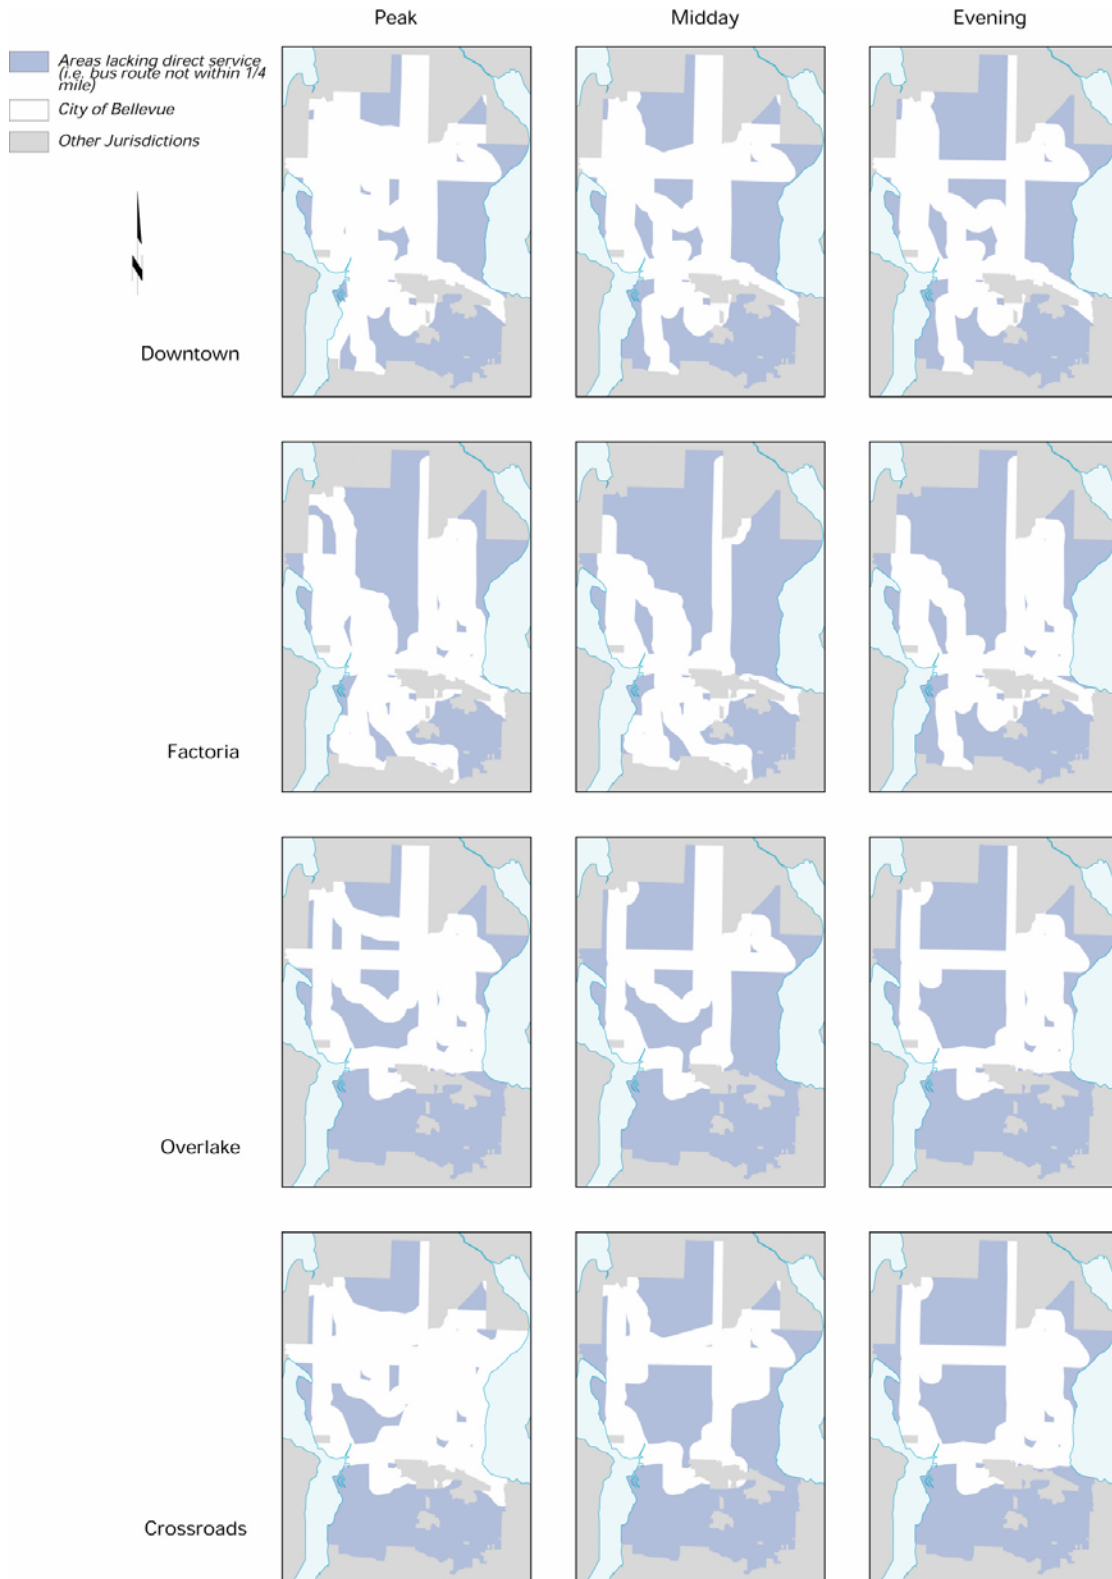 Peak Midday Evening
Areas lacking direct service
(i.e. bus route not within 1/4
mile)
City of Bellevue
Other Jurisdictions
Downtown
Factoria
Overlake
Crossroads